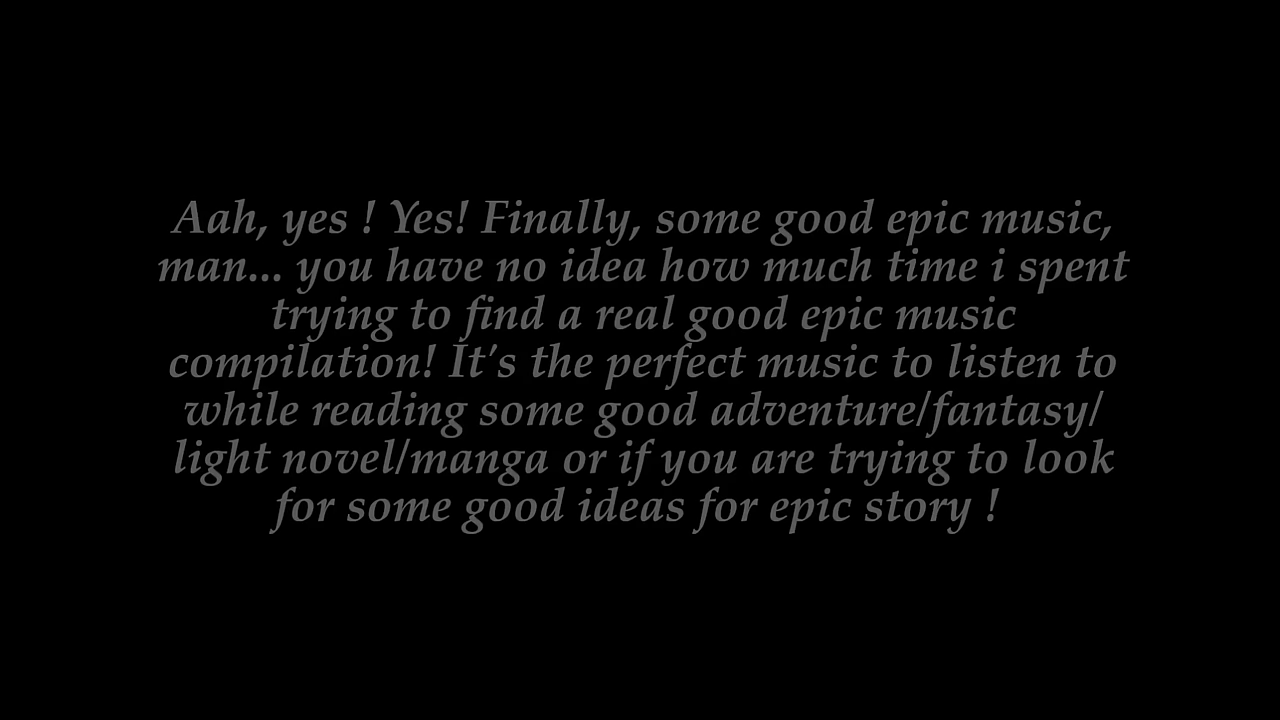 Aah, yes ! Yes! Finally, some good epic music,
man... you have no idea how much time i spent
trying to find a real good epic music
compilation! It's the perfect music to listen to
while reading some good adventure/fantasy/
light novel/manga or if you are trying to look
for some good ideas for epic story !